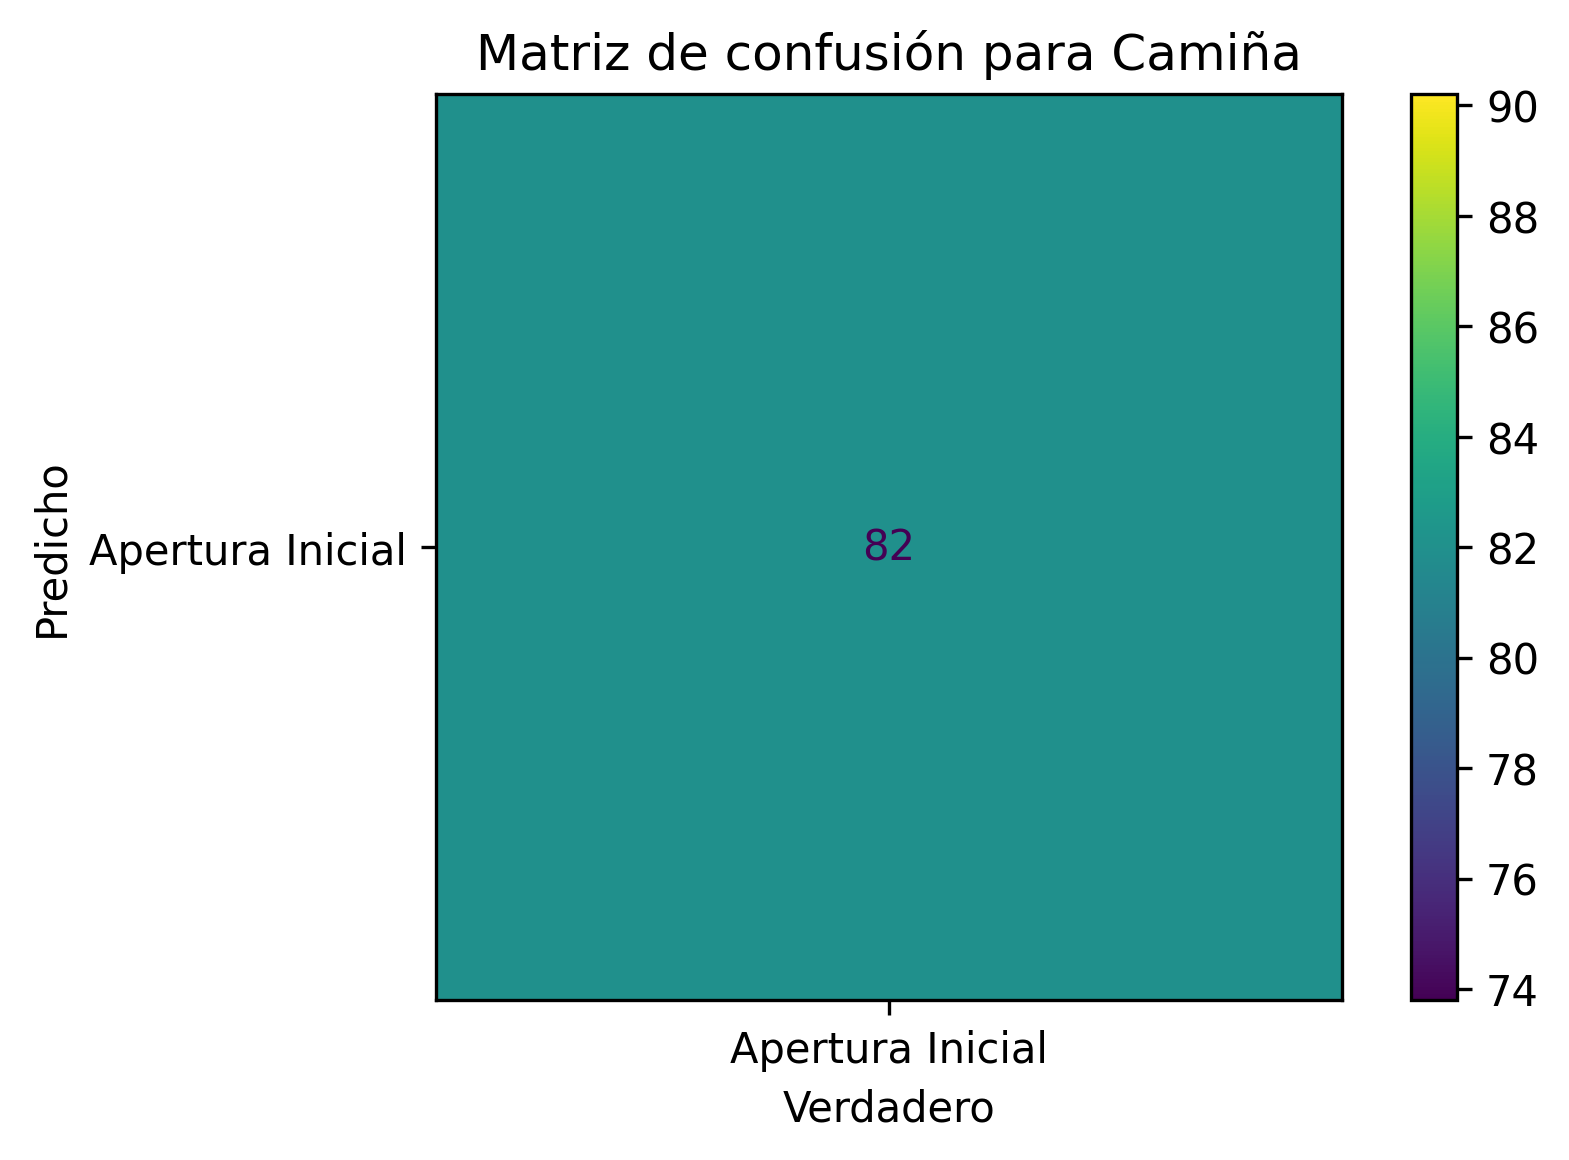 Matriz de confusión para Camiña
Predicho
Apertura Inicial
82
Apertura Inicial
Verdadero
90
88
86
84
82
80
78
76
74